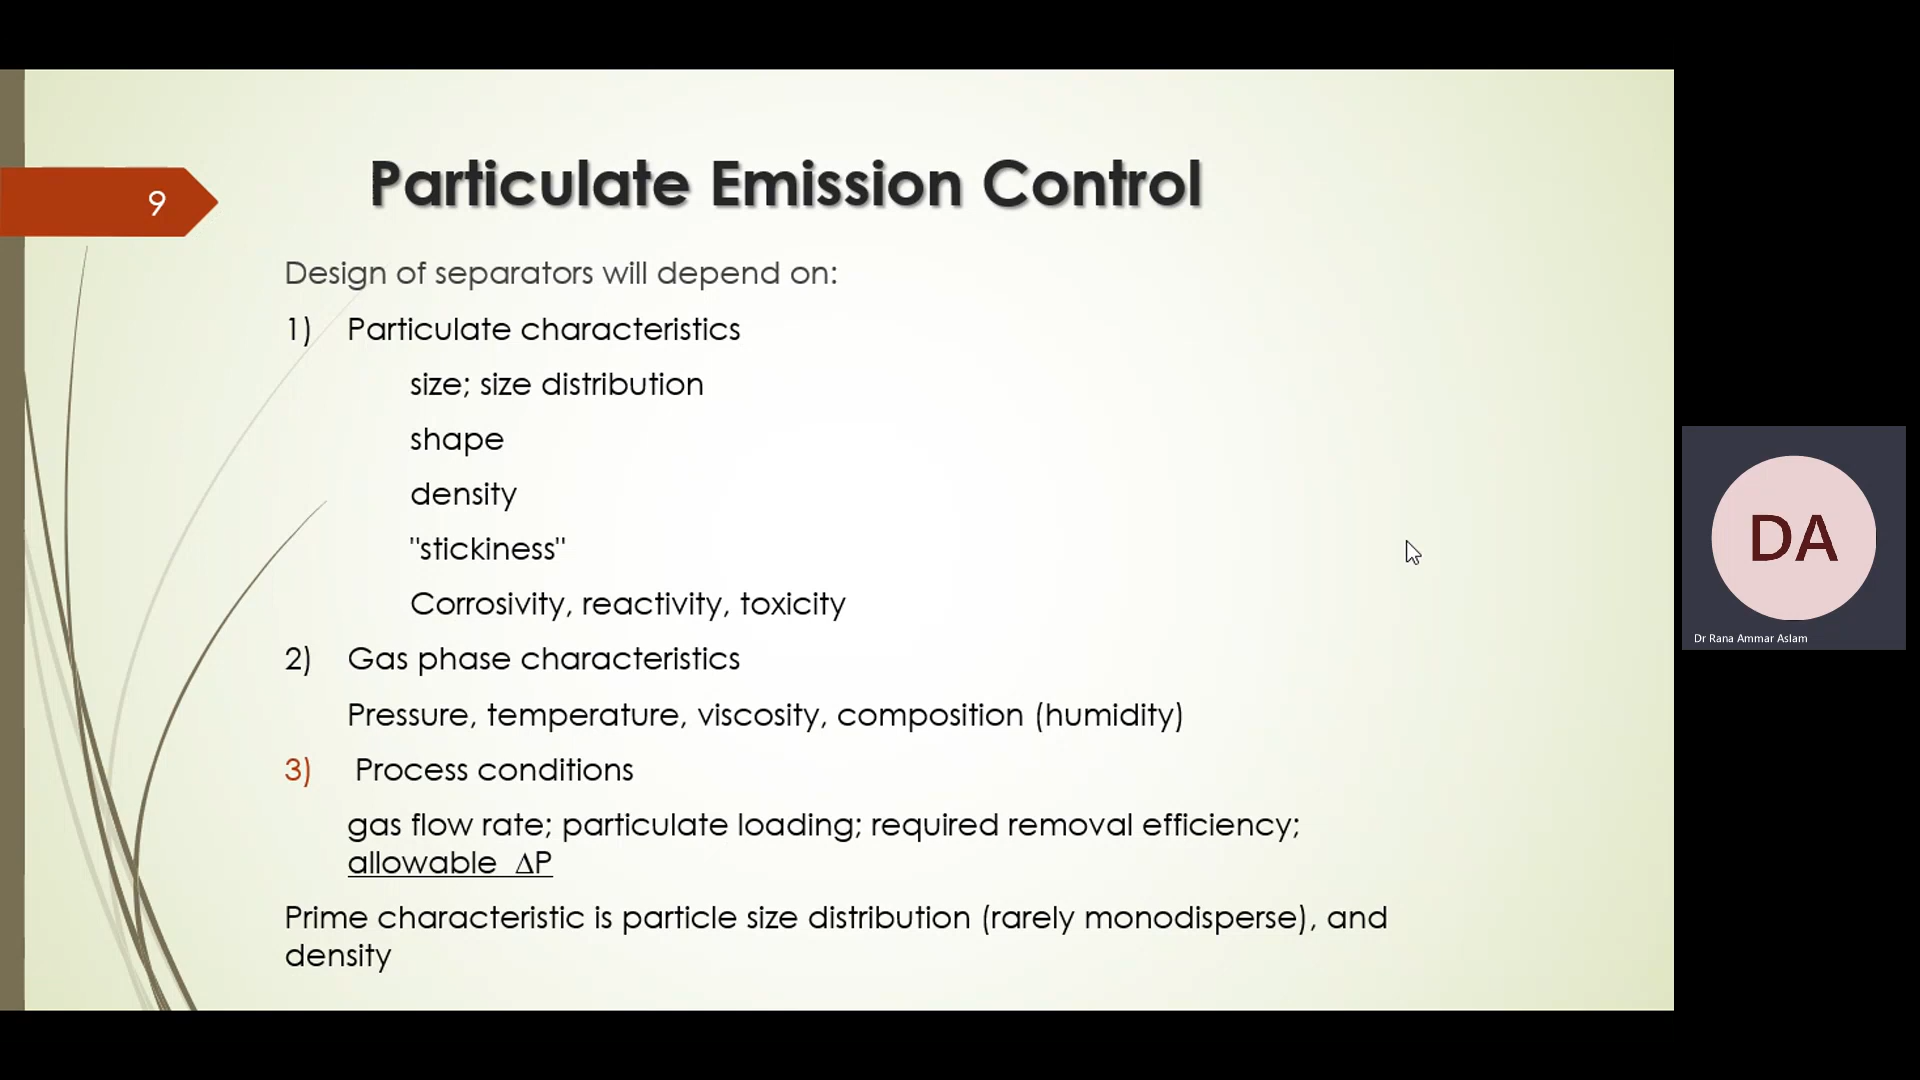 9
Particulate Emission Control
Design of separators will depend on:
1) Particulate characteristics
size; size distribution
shape
density
"stickiness"
Corrosivity, reactivity, toxicity
2) Gas phase characteristics
Pressure, temperature, viscosity, composition (humidity)
3) Process conditions
gas flow rate; particulate loading; required removal efficiency;
allowable ΔP
Prime characteristic is particle size distribution (rarely monodisperse), and
density
DA
Dr Rana Ammar Aslam